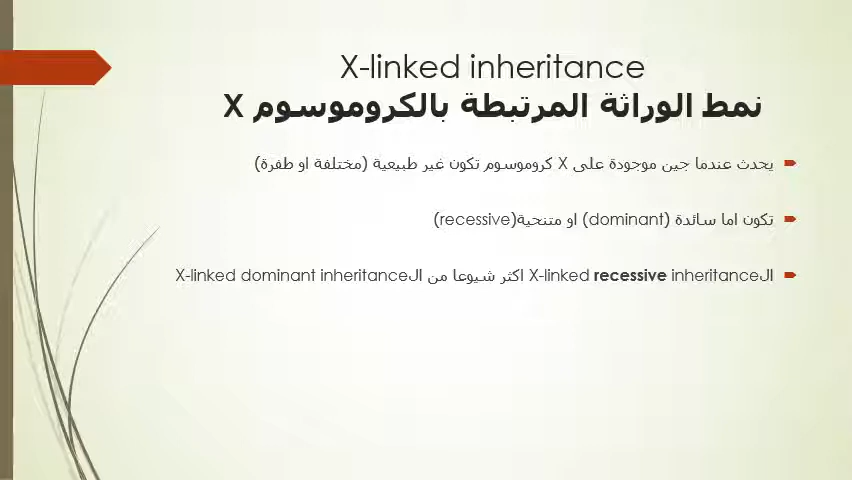 X-linked inheritance
نمط الوراثة المرتبطة بالكروموسوم X
يحدث عندما جين موجودة على X كروموسوم تكون غير طبيعية (مختلفة او طفرة)
تكون اما سائدة (dominant) او متنحية(recessive)
الX-linked recessive inheritance اكثر شيوعا من الX-linked dominant inheritance